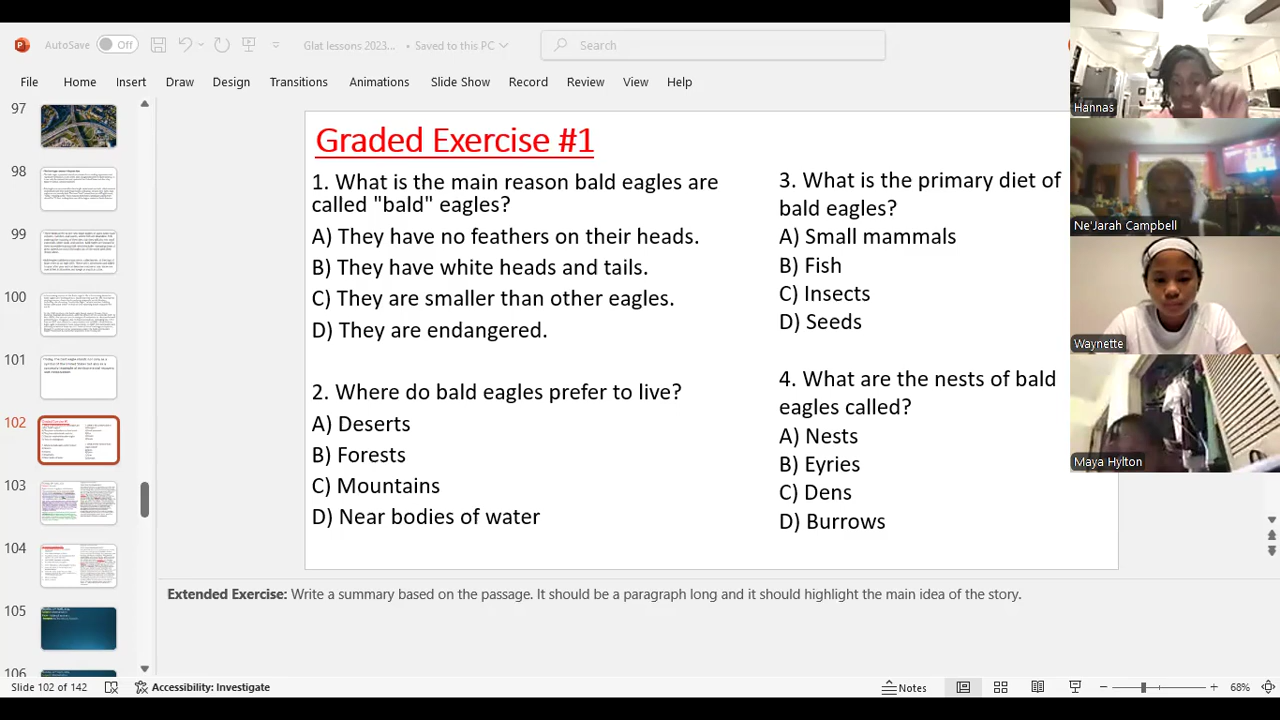 AutoSave Off Glat lessons 2023... • Saved to this PC Search
File Home Insert Draw Design Transitions Animations Slide Show Record Review View Help
Hannas
Ne'Jarah Campbell
Waynette
Maya Hylton
97
98
99
100
101
102
103
104
105
106
Graded Exercise #1
1. What is the main reason bald eagles are
called "bald" eagles?
A) They have no feathers on their heads.
B) They have white heads and tails.
C) They are smaller than other eagles.
D) They are endangered.
2. Where do bald eagles prefer to live?
A) Deserts
B) Forests
C) Mountains
D) Near bodies of water
3. What is the primary diet of
bald eagles?
A) Small mammals
B) Fish
C) Insects
D) Seeds
4. What are the nests of bald
eagles called?
A) Nests
B) Eyries
C) Dens
D) Burrows
Extended Exercise: Write a summary based on the passage. It should be a paragraph long and it should highlight the main idea of the story.
Slide 102 of 142 Accessibility: Investigate Notes 68%